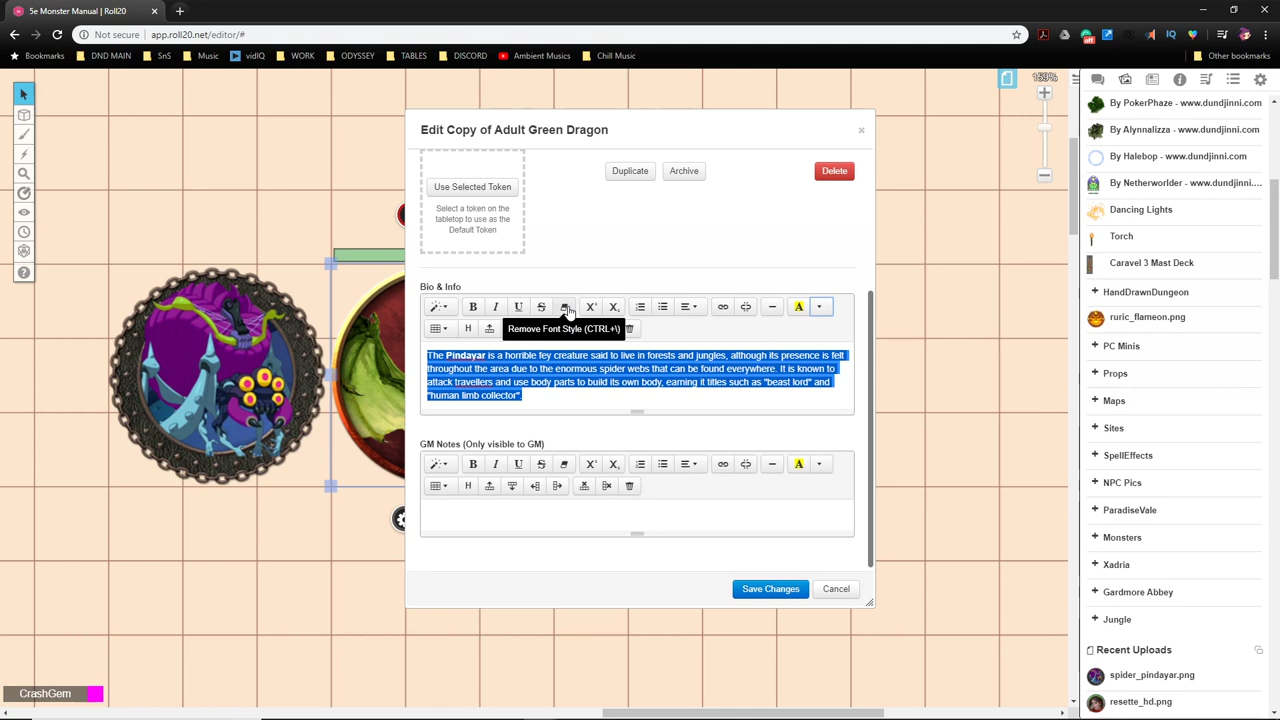 5e Monster Manual | Roll20
Not secure | app.roll20.net/editor/#
Bookmarks DND MAIN SnS Music vidIQ WORK ODYSSEY TABLES DISCORD Ambient Musics Chill Music Other bookmarks
159%
Edit Copy of Adult Green Dragon
Use Selected Token
Select a token on the
tabletop to use as the
Default Token
Duplicate Archive Delete
Bio & Info
B I U S X² X, A
H
Remove Font Style (CTRL+\)
The Pindayar is a horrible fey creature said to live in forests and jungles, although its presence is felt
throughout the area due to the enormous spider webs that can be found everywhere. It is known to
attack travellers and use body parts to build its own body, earning it titles such as "beast lord" and
"human limb collector".
GM Notes (Only visible to GM)
B I U S X² X, A
H
Save Changes Cancel
By PokerPhaze - www.dundjinni.com
By Alynnalizza - www.dundjinni.com
By Halebop - www.dundjinni.com
By Netherworlder - www.dundjinni....
Dancing Lights
Torch
Caravel 3 Mast Deck
HandDrawnDungeon
ruric_flameon.png
PC Minis
Props
Maps
Sites
SpellEffects
NPC Pics
ParadiseVale
Monsters
Xadria
Gardmore Abbey
Jungle
Recent Uploads
spider_pindayar.png
resette_hd.png
CrashGem